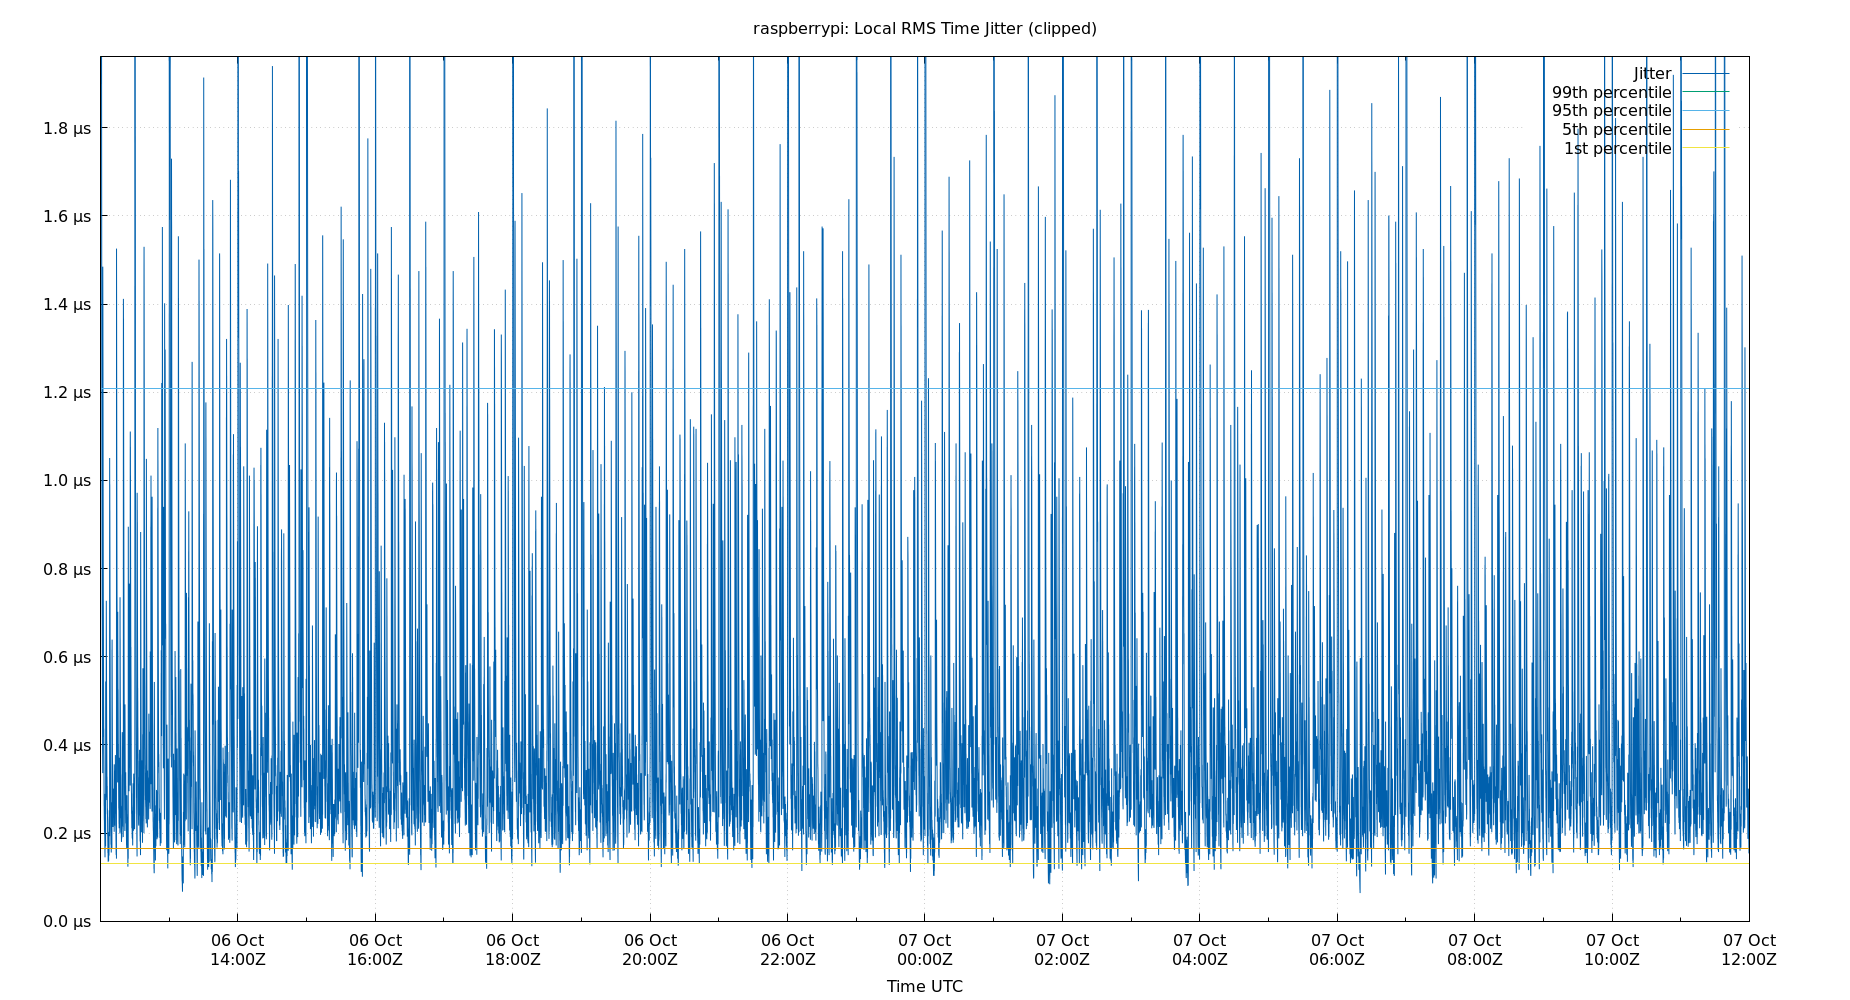 raspberrypi: Local RMS Time Jitter (clipped)
Jitter
99th percentile
95th percentile
5th percentile
1st percentile
1.8 µs
1.6 µs
1.4 µs
1.2 µs
1.0 µs
0.8 µs
0.6 µs
0.4 µs
0.2 µs
0.0 µs
06 Oct 06 Oct 06 Oct 06 Oct 06 Oct 07 Oct 07 Oct 07 Oct 07 Oct 07 Oct 07 Oct 07 Oct
14:00Z 16:00Z 18:00Z 20:00Z 22:00Z 00:00Z 02:00Z 04:00Z 06:00Z 08:00Z 10:00Z 12:00Z
Time UTC